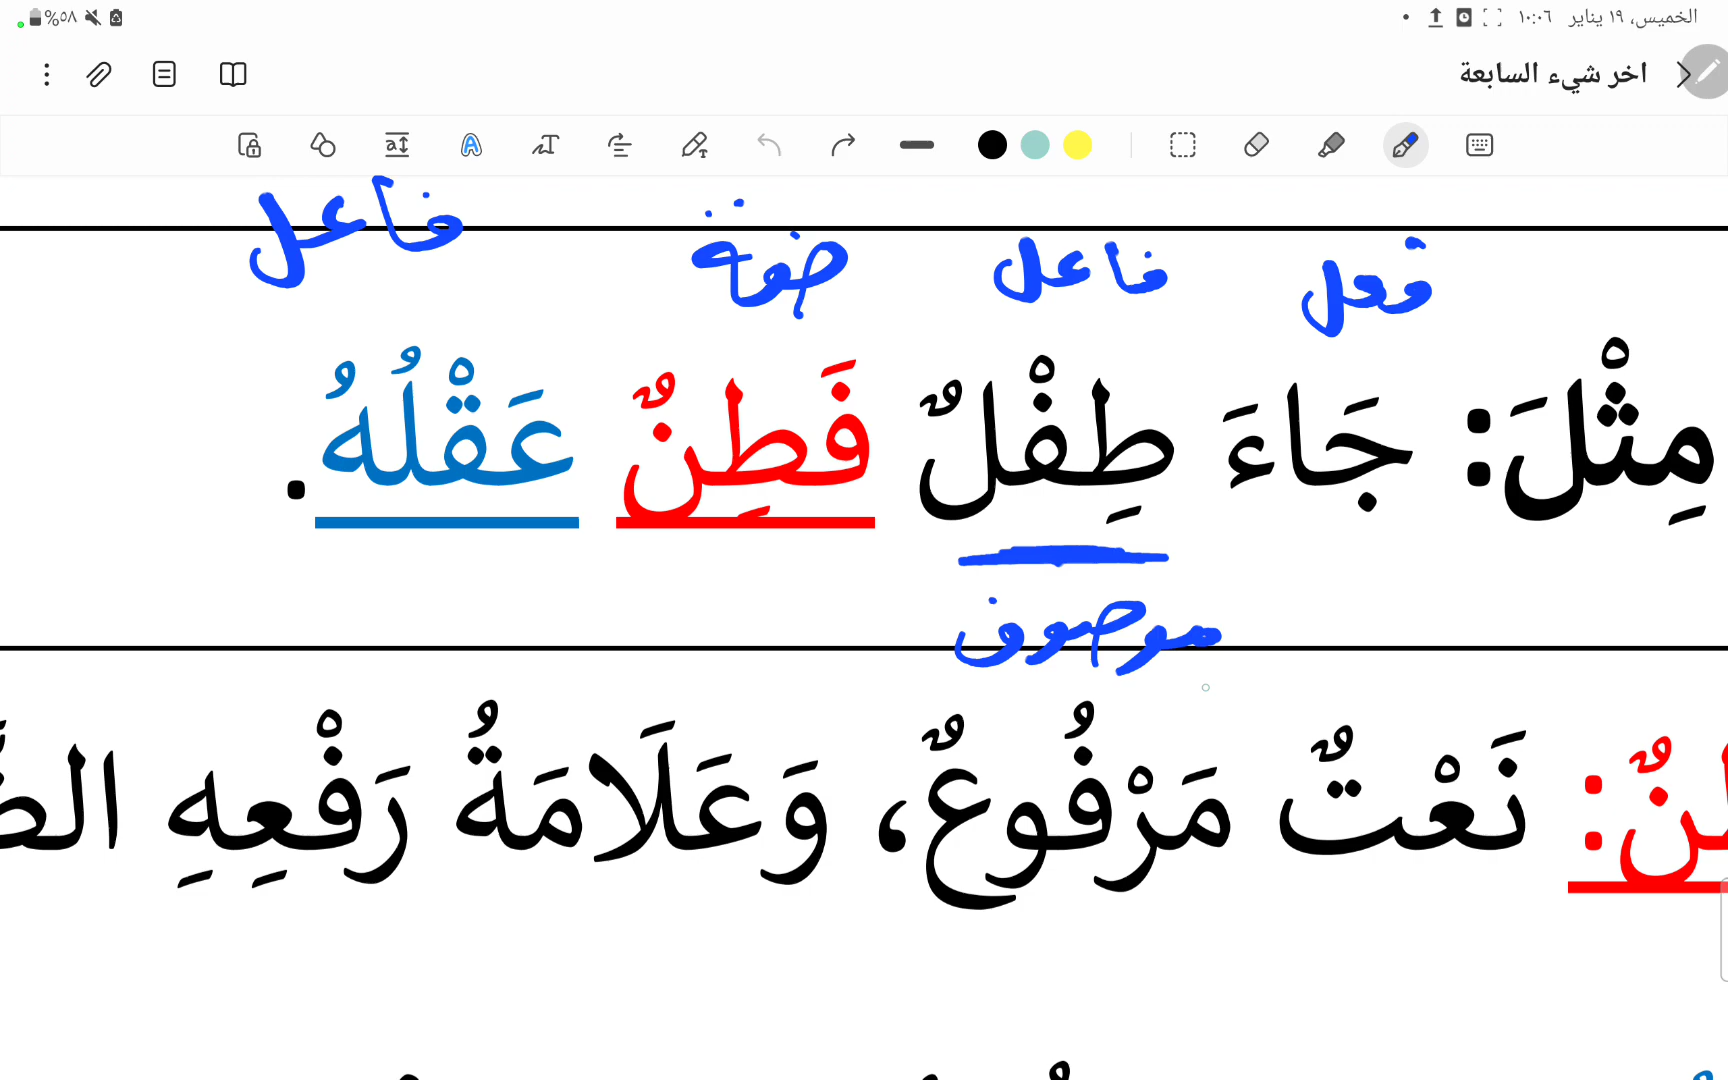 الخميس، ١٩ يناير ١٠:٠٦ %٥٨
اخر شيء السابعة
فعل فاعل صفة فاعل
مِثْلَ: جَاءَ طِفْلٌ فَطِنٌ عَقْلُهُ.
موصوف
نَعْتٌ مَرْفُوعٌ، وَعَلَامَةُ رَفْعِهِ